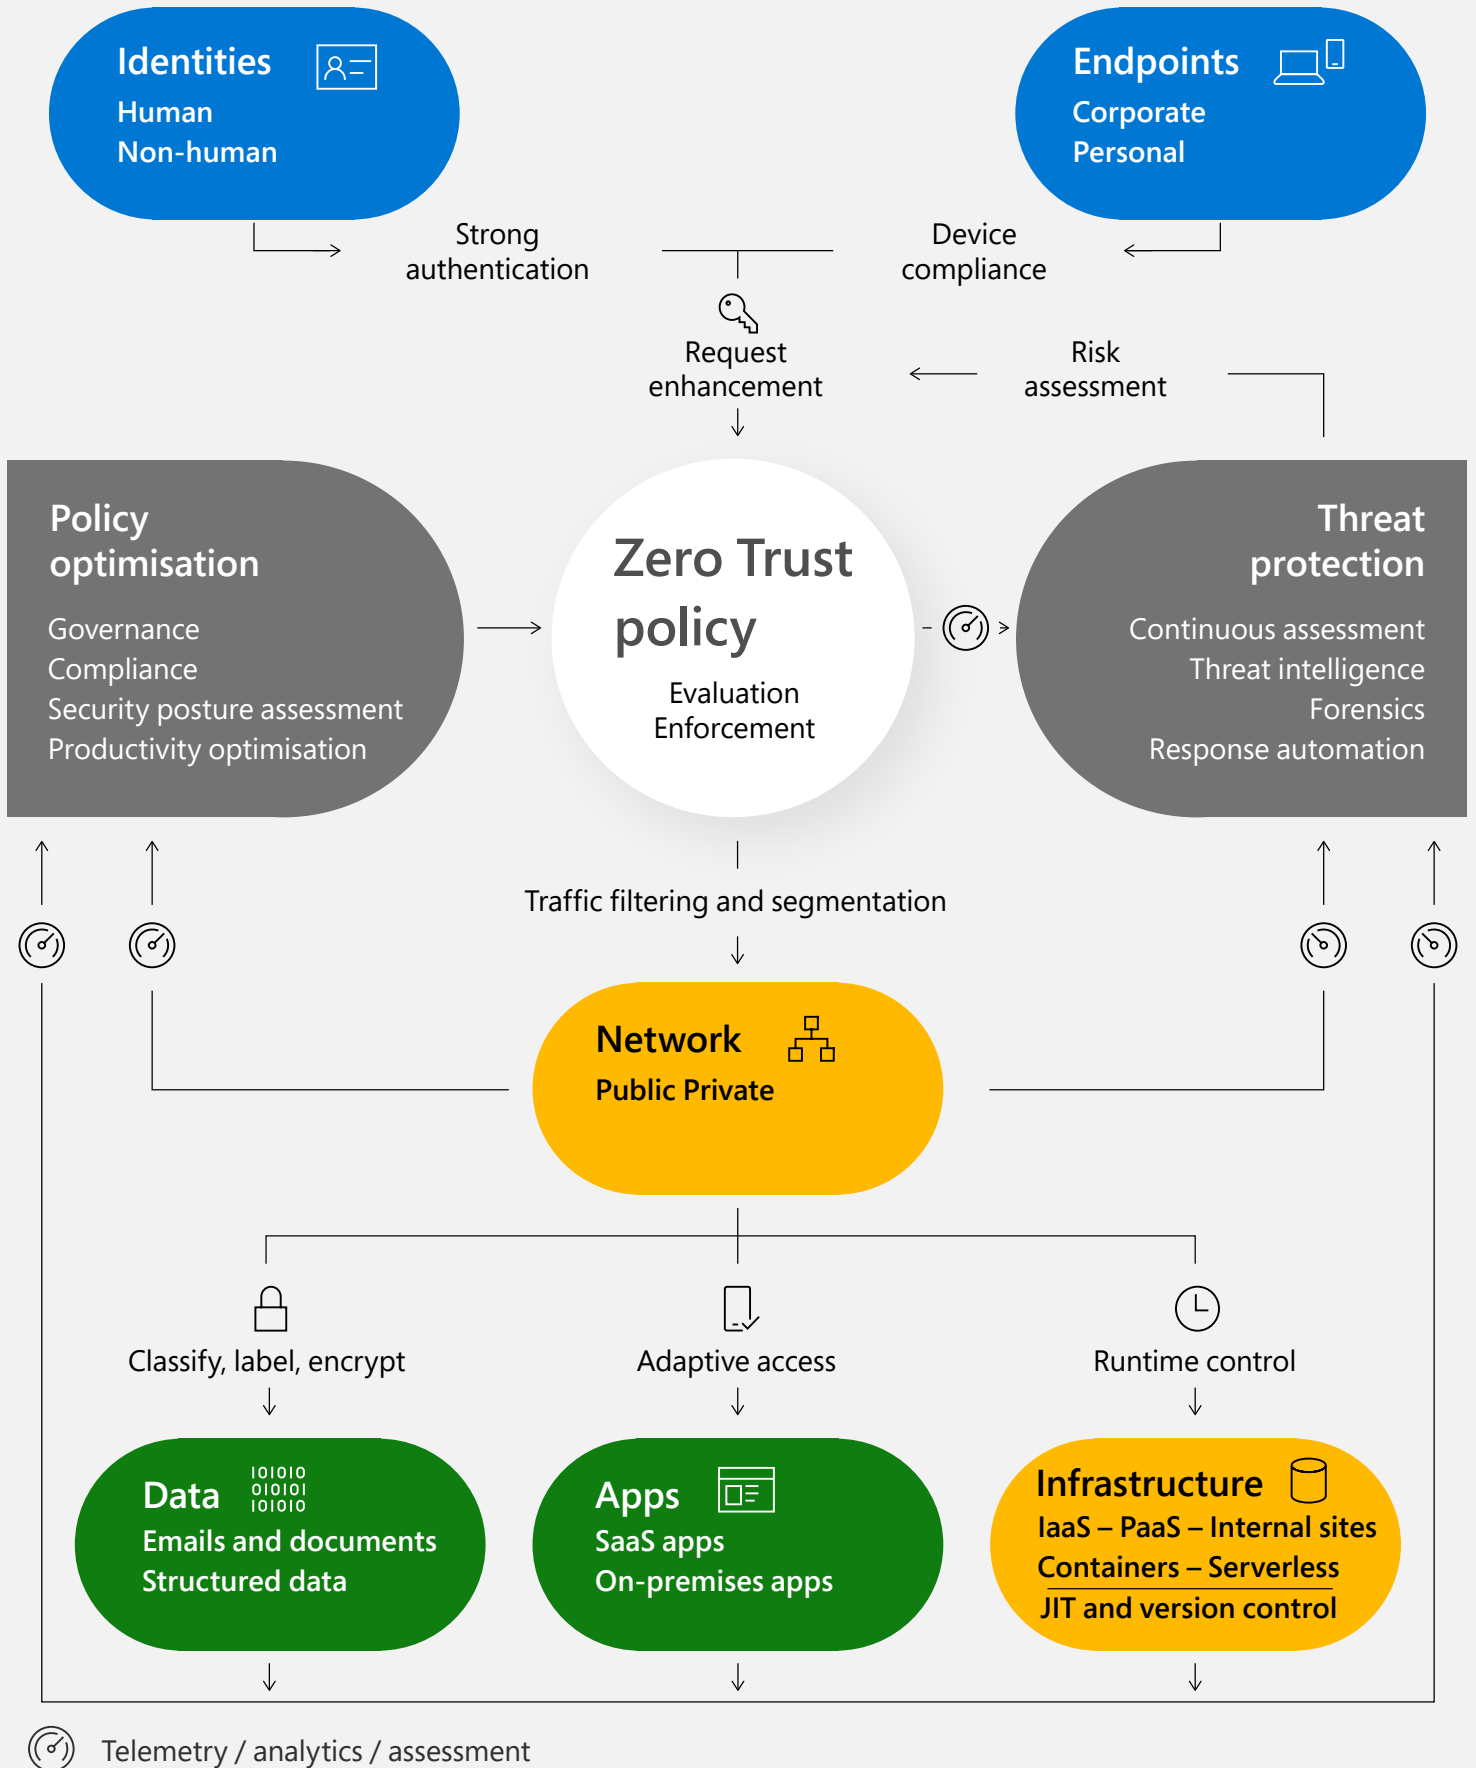 Identities
Human
Non-human
Endpoints
Corporate
Personal
Strong
authentication
Device
compliance
Request
enhancement
Risk
assessment
Policy
optimisation
Governance
Compliance
Security posture assessment
Productivity optimisation
Zero Trust
policy
Evaluation
Enforcement
Threat
protection
Continuous assessment
Threat intelligence
Forensics
Response automation
Traffic filtering and segmentation
Network
Public Private
Classify, label, encrypt
Adaptive access
Runtime control
Data
101010
010101
101010
Emails and documents
Structured data
Apps
SaaS apps
On-premises apps
Infrastructure
IaaS – PaaS – Internal sites
Containers – Serverless
JIT and version control
Telemetry / analytics / assessment